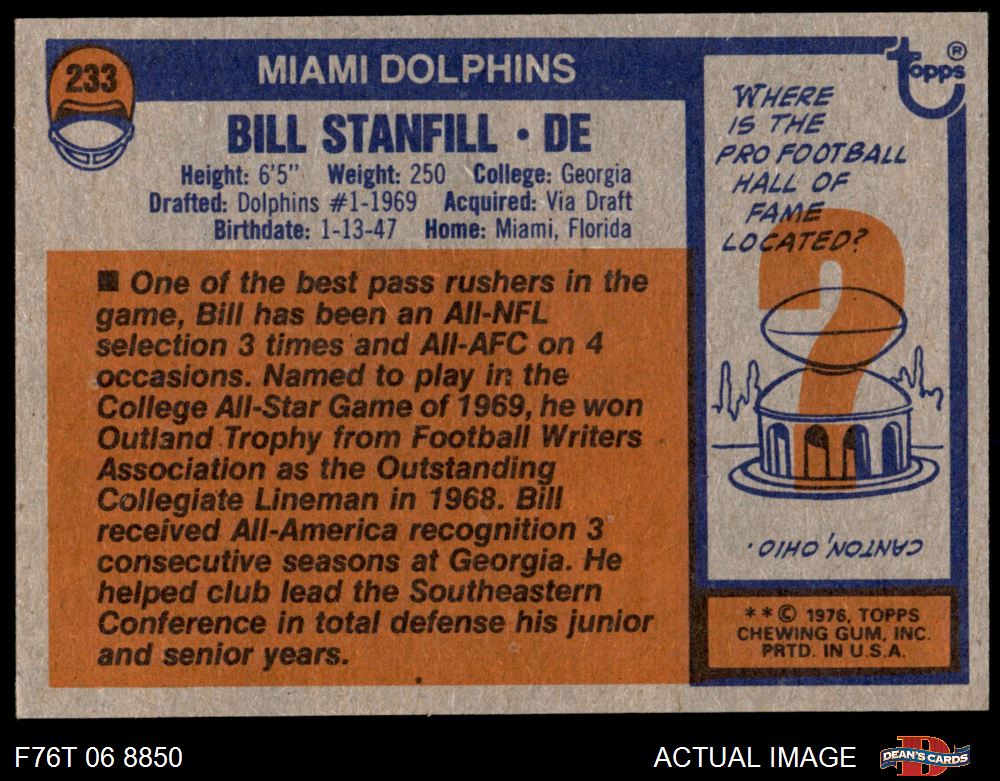 233
MIAMI DOLPHINS
BILL STANFILL • DE
Height: 6'5" Weight: 250 College: Georgia
Drafted: Dolphins #1-1969 Acquired: Via Draft
Birthdate: 1-13-47 Home: Miami, Florida
■ One of the best pass rushers in the
game, Bill has been an All-NFL
selection 3 times and All-AFC on 4
occasions. Named to play in the
College All-Star Game of 1969, he won
Outland Trophy from Football Writers
Association as the Outstanding
Collegiate Lineman in 1968. Bill
received All-America recognition 3
consecutive seasons at Georgia. He
helped club lead the Southeastern
Conference in total defense his junior
and senior years.
Topps®
WHERE
IS THE
PRO FOOTBALL
HALL OF
FAME
LOCATED?
?
CANTON, OHIO.
**© 1976, TOPPS
CHEWING GUM, INC.
PRTD. IN U.S.A.
F76T 06 8850
ACTUAL IMAGE
DEAN'S CARDS